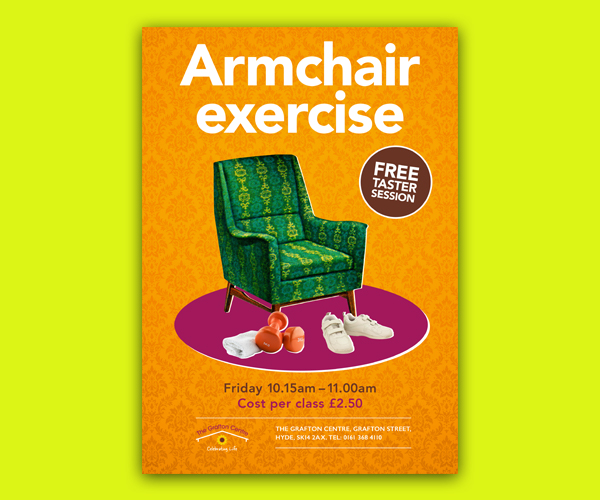 Armchair
exercise
FREE
TASTER
SESSION
Friday 10.15am – 11.00am
Cost per class £2.50
The Grafton Centre
Celebrating Life
THE GRAFTON CENTRE, GRAFTON STREET,
HYDE, SK14 2AX. TEL: 0161 368 4110